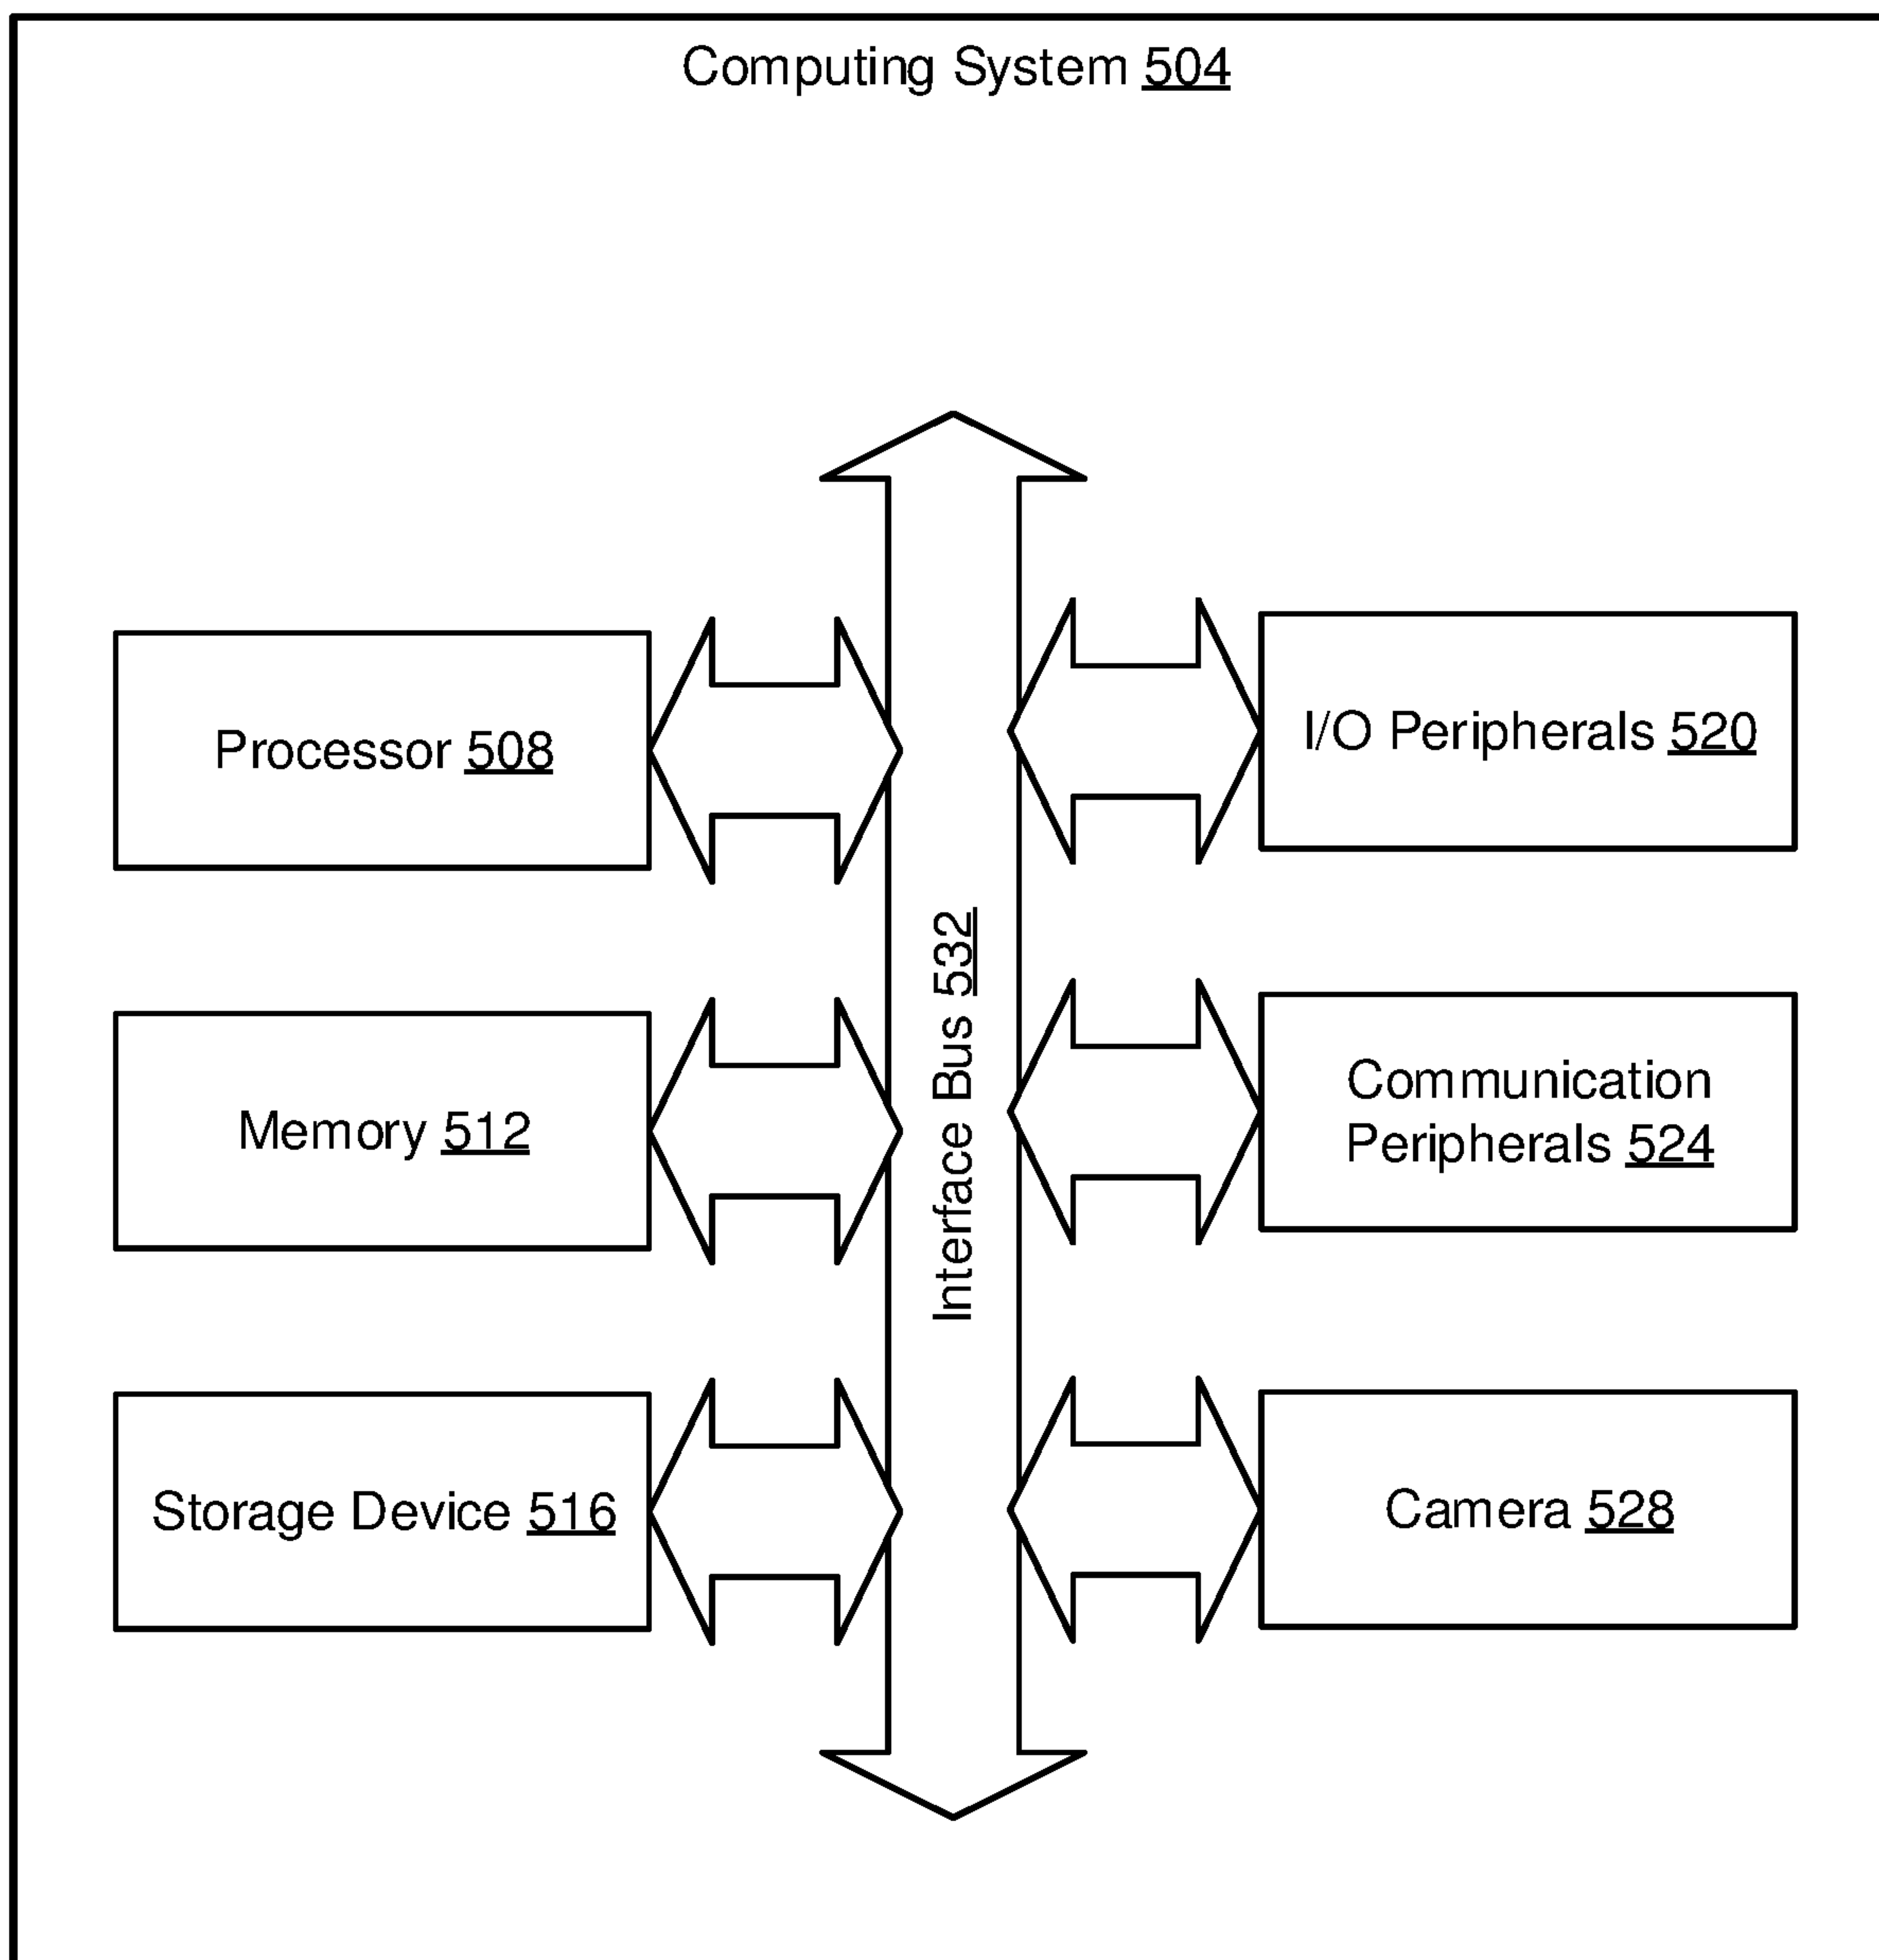 Computing System 504
Processor 508
Memory 512
Storage Device 516
Interface Bus 532
I/O Peripherals 520
Communication
Peripherals 524
Camera 528